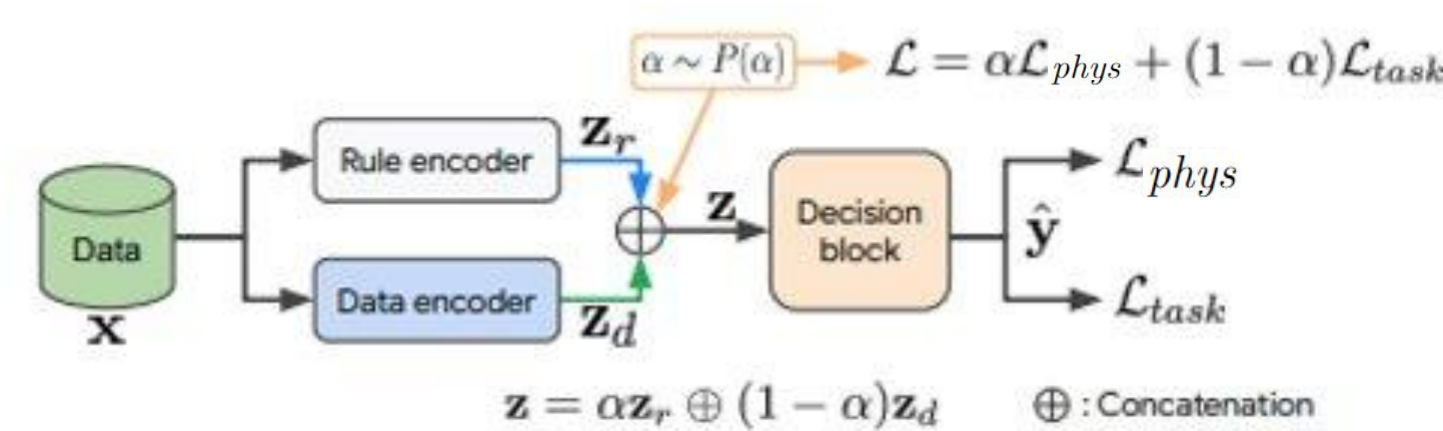 α ~ P(α)
ℒ = αℒ_phys + (1 − α)ℒ_task
Rule encoder
z_r
Data
x
Data encoder
z_d
z
Decision
block
ŷ
ℒ_phys
ℒ_task
z = αz_r ⊕ (1 − α)z_d
⊕ : Concatenation